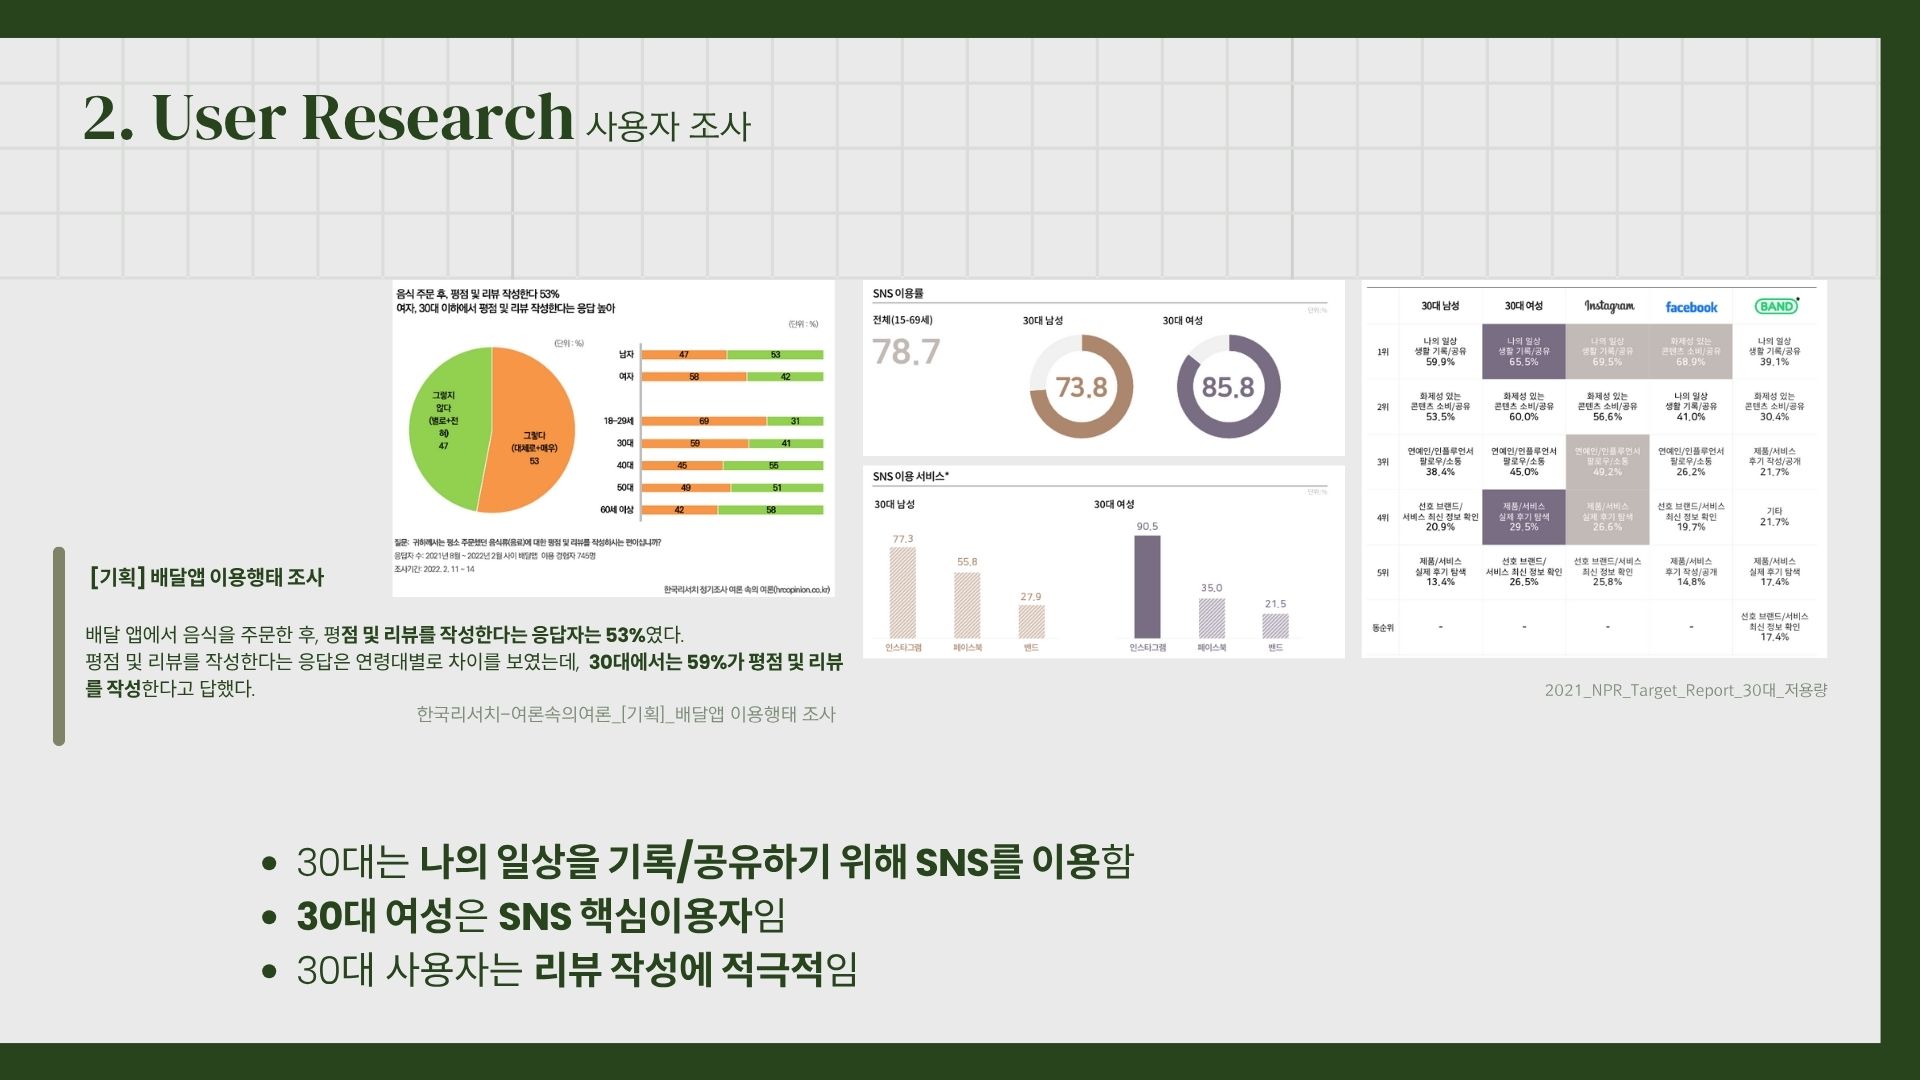 2. User Research 사용자 조사
음식 주문 후, 평점 및 리뷰 작성한다 53%
여자, 30대 이하에서 평점 및 리뷰 작성한다는 응답 높아
(단위 : %)
(단위 : %)
그렇지
않다
(별로+전
혀)
47
그렇다
(대체로+매우)
53
남자 47 53
여자 58 42
18-29세 69 31
30대 59 41
40대 45 55
50대 49 51
60세 이상 42 58
질문: 귀하께서는 평소 주문했던 음식류(음료)에 대한 평점 및 리뷰를 작성하시는 편이십니까?
응답자 수: 2021년 8월 ~ 2022년 2월 사이 배달앱 이용 경험자 745명
조사기간: 2022. 2. 11 ~ 14
한국리서치 정기조사 여론 속의 여론(hrcopinion.co.kr)
[기획] 배달앱 이용행태 조사
배달 앱에서 음식을 주문한 후, 평점 및 리뷰를 작성한다는 응답자는 53%였다.
평점 및 리뷰를 작성한다는 응답은 연령대별로 차이를 보였는데, 30대에서는 59%가 평점 및 리뷰
를 작성한다고 답했다.
한국리서치-여론속의여론_[기획]_배달앱 이용행태 조사
SNS 이용률
단위:%
전체(15-69세)
78.7
30대 남성
73.8
30대 여성
85.8
SNS 이용 서비스*
단위:%
30대 남성
77.3 55.8 27.9
인스타그램 페이스북 밴드
30대 여성
90.5 35.0 21.5
인스타그램 페이스북 밴드
30대 남성 30대 여성 Instagram facebook BAND
1위
나의 일상
생활 기록/공유
59.9%
나의 일상
생활 기록/공유
65.5%
나의 일상
생활 기록/공유
69.5%
화제성 있는
콘텐츠 소비/공유
68.9%
나의 일상
생활 기록/공유
39.1%
2위
화제성 있는
콘텐츠 소비/공유
53.5%
화제성 있는
콘텐츠 소비/공유
60.0%
화제성 있는
콘텐츠 소비/공유
56.6%
나의 일상
생활 기록/공유
41.0%
화제성 있는
콘텐츠 소비/공유
30.4%
3위
연예인/인플루언서
팔로우/소통
38.4%
연예인/인플루언서
팔로우/소통
45.0%
연예인/인플루언서
팔로우/소통
49.2%
연예인/인플루언서
팔로우/소통
26.2%
제품/서비스
후기 작성/공개
21.7%
4위
선호 브랜드/
서비스 최신 정보 확인
20.9%
제품/서비스
실제 후기 탐색
29.5%
제품/서비스
실제 후기 탐색
26.6%
선호 브랜드/서비스
최신 정보 확인
19.7%
기타
21.7%
5위
제품/서비스
실제 후기 탐색
13.4%
선호 브랜드/
서비스 최신 정보 확인
26.5%
선호 브랜드/서비스
최신 정보 확인
25.8%
제품/서비스
후기 작성/공개
14.8%
제품/서비스
실제 후기 탐색
17.4%
동순위
-
-
-
-
선호 브랜드/서비스
최신 정보 확인
17.4%
2021_NPR_Target_Report_30대_저용량
• 30대는 나의 일상을 기록/공유하기 위해 SNS를 이용함
• 30대 여성은 SNS 핵심이용자임
• 30대 사용자는 리뷰 작성에 적극적임